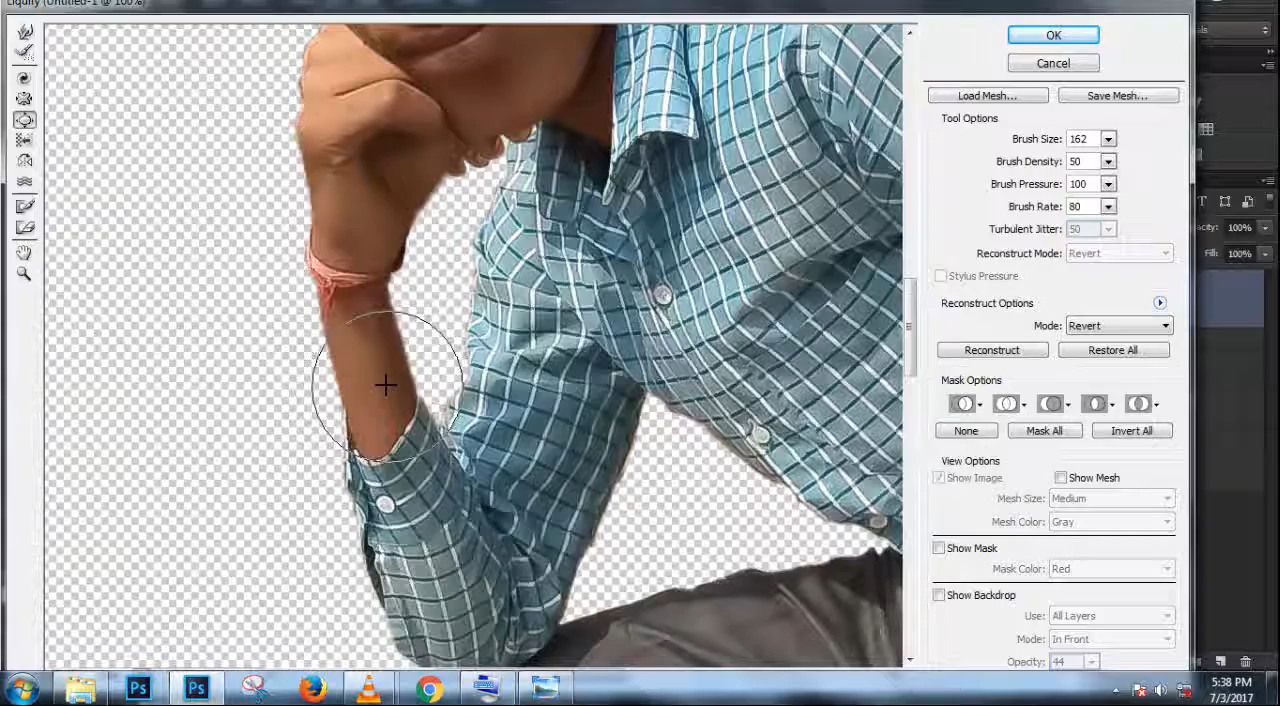 Liquify (Untitled-1 @ 100%)
OK
Cancel
Load Mesh...
Save Mesh...
Tool Options
Brush Size: 162
Brush Density: 50
Brush Pressure: 100
Brush Rate: 80
Turbulent Jitter: 50
Reconstruct Mode: Revert
Stylus Pressure
Reconstruct Options
Mode: Revert
Reconstruct
Restore All
Mask Options
None
Mask All
Invert All
View Options
Show Image
Show Mesh
Mesh Size: Medium
Mesh Color: Gray
Show Mask
Mask Color: Red
Show Backdrop
Use: All Layers
Mode: In Front
Opacity: 44
100%
Fill: 100%
Ps
Ps
5:38 PM
7/3/2017